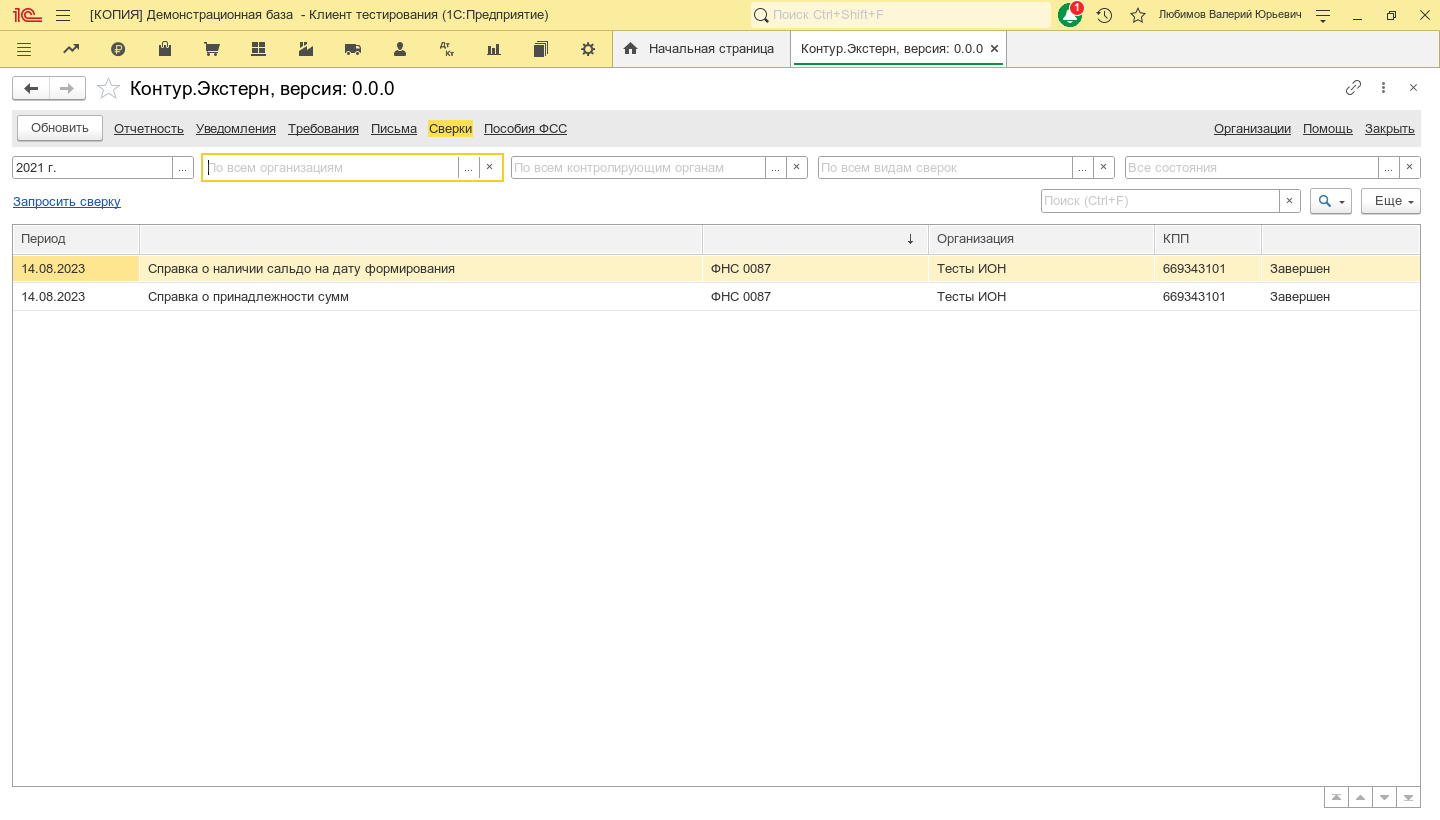 [КОПИЯ] Демонстрационная база - Клиент тестирования (1С:Предприятие)
Поиск Ctrl+Shift+F
1
Любимов Валерий Юрьевич
Начальная страница
Контур.Экстерн, версия: 0.0.0
Контур.Экстерн, версия: 0.0.0
Обновить Отчетность Уведомления Требования Письма Сверки Пособия ФСС Организации Помощь Закрыть
2021 г. ... По всем организациям ... × По всем контролирующим органам ... × По всем видам сверок ... × Все состояния ... ×
Запросить сверку Поиск (Ctrl+F) × Еще
Период ↓ Организация КПП
14.08.2023 Справка о наличии сальдо на дату формирования ФНС 0087 Тесты ИОН 669343101 Завершен
14.08.2023 Справка о принадлежности сумм ФНС 0087 Тесты ИОН 669343101 Завершен